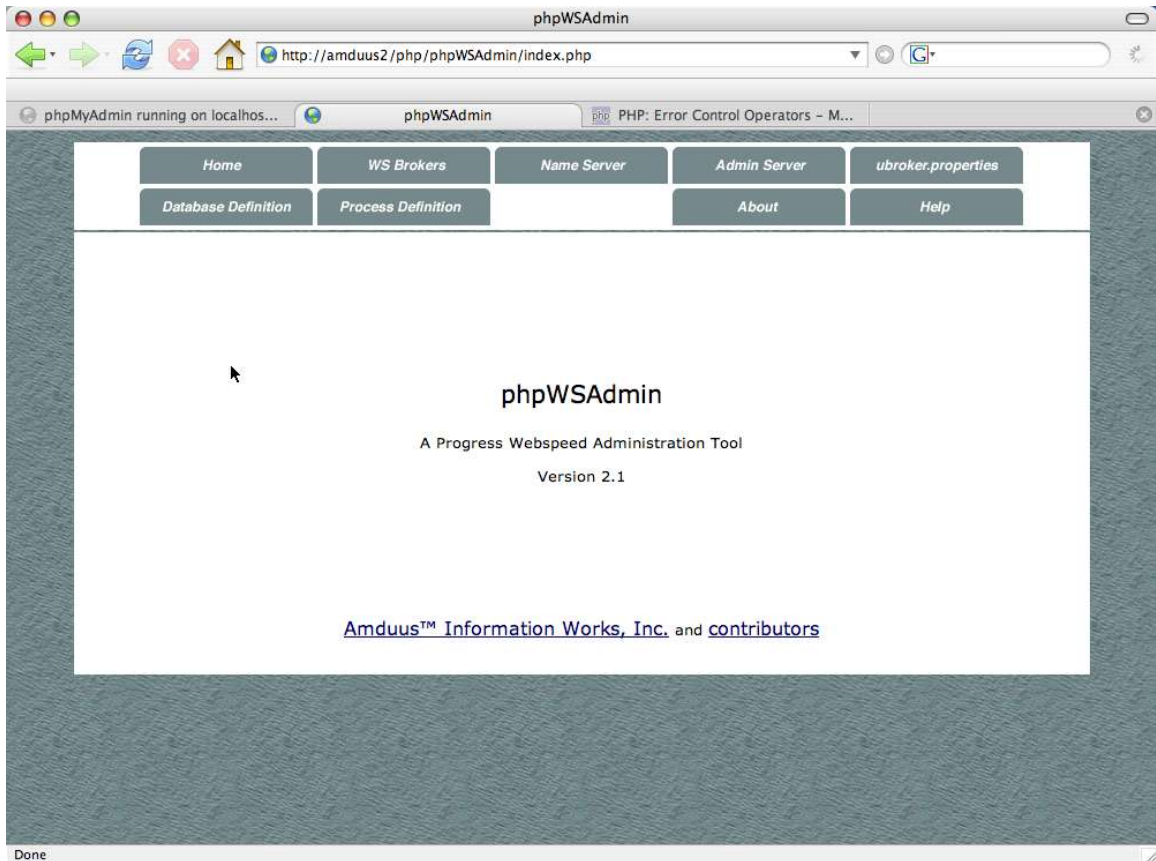 phpWSAdmin
http://amduus2/php/phpWSAdmin/index.php
G
phpMyAdmin running on localhos... phpWSAdmin php PHP: Error Control Operators – M...
Home WS Brokers Name Server Admin Server ubroker.properties
Database Definition Process Definition About Help
phpWSAdmin
A Progress Webspeed Administration Tool
Version 2.1
Amduus™ Information Works, Inc. and contributors
Done